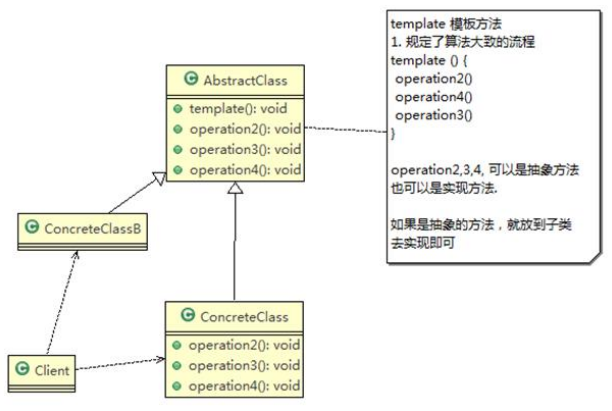 AbstractClass
template(): void
operation2(): void
operation3(): void
operation4(): void
template 模板方法
1. 规定了算法大致的流程
template () {
operation2()
operation4()
operation3()
}
operation2,3,4, 可以是抽象方法
也可以是实现方法.
如果是抽象的方法，就放到子类
去实现即可
ConcreteClassB
ConcreteClass
operation2(): void
operation3(): void
operation4(): void
Client